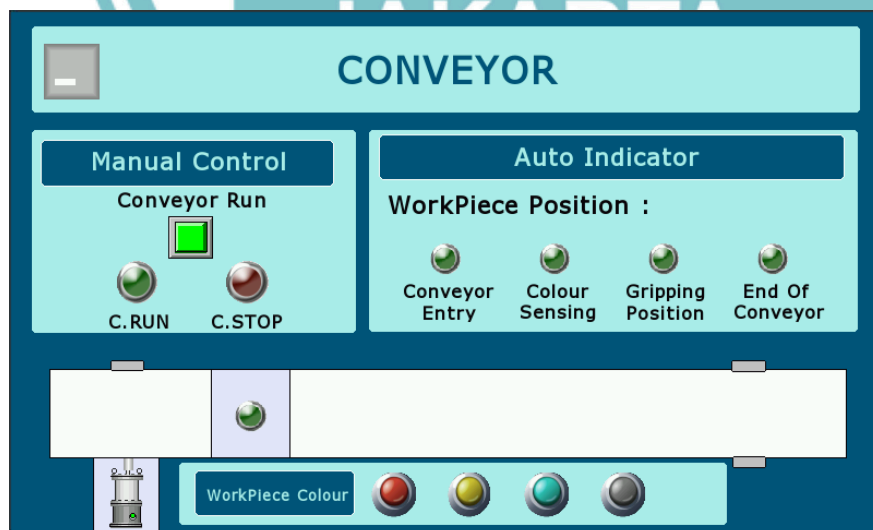 JAKARTA
CONVEYOR
Manual Control
Conveyor Run
C.RUN
C.STOP
Auto Indicator
WorkPiece Position :
Conveyor
Entry
Colour
Sensing
Gripping
Position
End Of
Conveyor
WorkPiece Colour